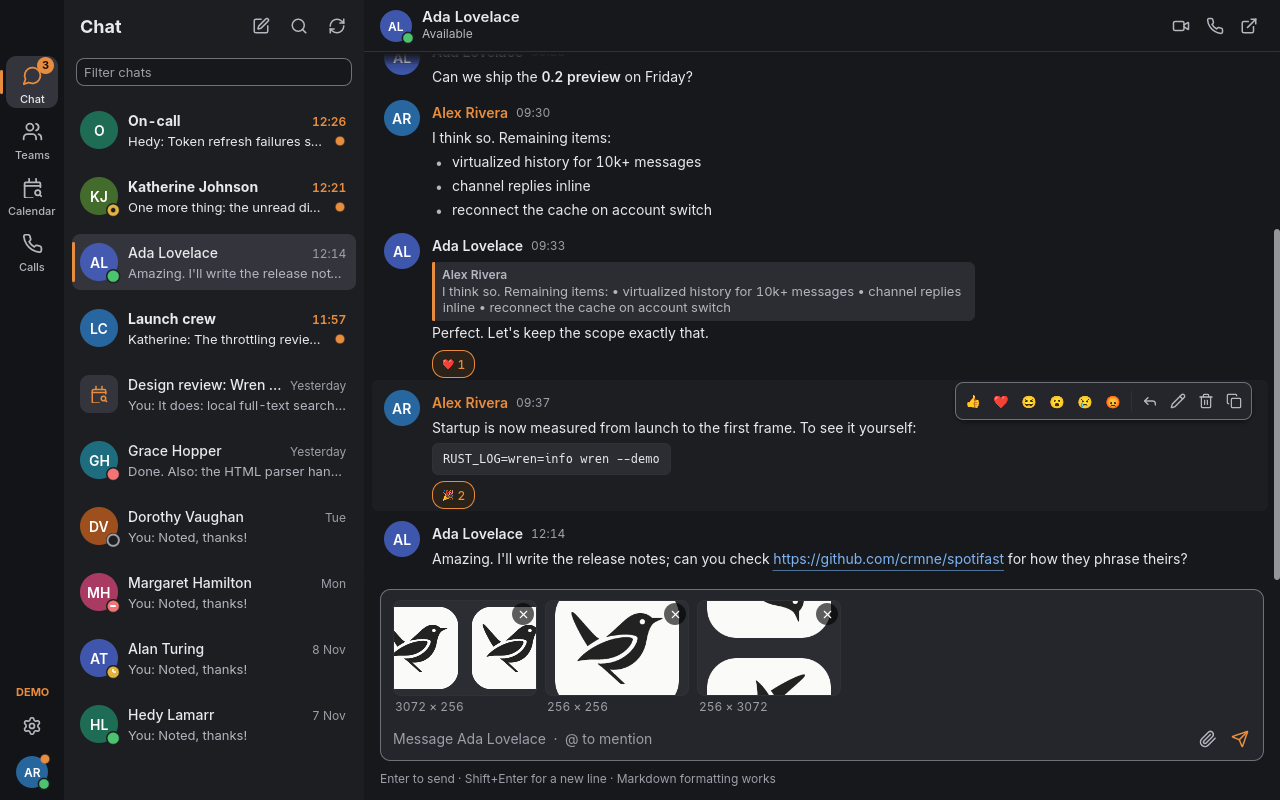 Chat
Filter chats
3
Chat
Teams
Calendar
Calls
DEMO
AR
O
On-call
12:26
Hedy: Token refresh failures s...
KJ
Katherine Johnson
12:21
One more thing: the unread di...
AL
Ada Lovelace
12:14
Amazing. I'll write the release not...
LC
Launch crew
11:57
Katherine: The throttling revie...
Design review: Wren ...
Yesterday
You: It does: local full-text search...
GH
Grace Hopper
Yesterday
Done. Also: the HTML parser han...
DV
Dorothy Vaughan
Tue
You: Noted, thanks!
MH
Margaret Hamilton
Mon
You: Noted, thanks!
AT
Alan Turing
8 Nov
You: Noted, thanks!
HL
Hedy Lamarr
7 Nov
You: Noted, thanks!
AL
Ada Lovelace
Available
AL
Ada Lovelace
Can we ship the 0.2 preview on Friday?
AR
Alex Rivera 09:30
I think so. Remaining items:
• virtualized history for 10k+ messages
• channel replies inline
• reconnect the cache on account switch
AL
Ada Lovelace 09:33
Alex Rivera
I think so. Remaining items: • virtualized history for 10k+ messages • channel replies
inline • reconnect the cache on account switch
Perfect. Let's keep the scope exactly that.
❤️ 1
AR
Alex Rivera 09:37
Startup is now measured from launch to the first frame. To see it yourself:
RUST_LOG=wren=info wren --demo
🎉 2
AL
Ada Lovelace 12:14
Amazing. I'll write the release notes; can you check https://github.com/crmne/spotifast for how they phrase theirs?
3072 × 256
256 × 256
256 × 3072
Message Ada Lovelace · @ to mention
Enter to send · Shift+Enter for a new line · Markdown formatting works